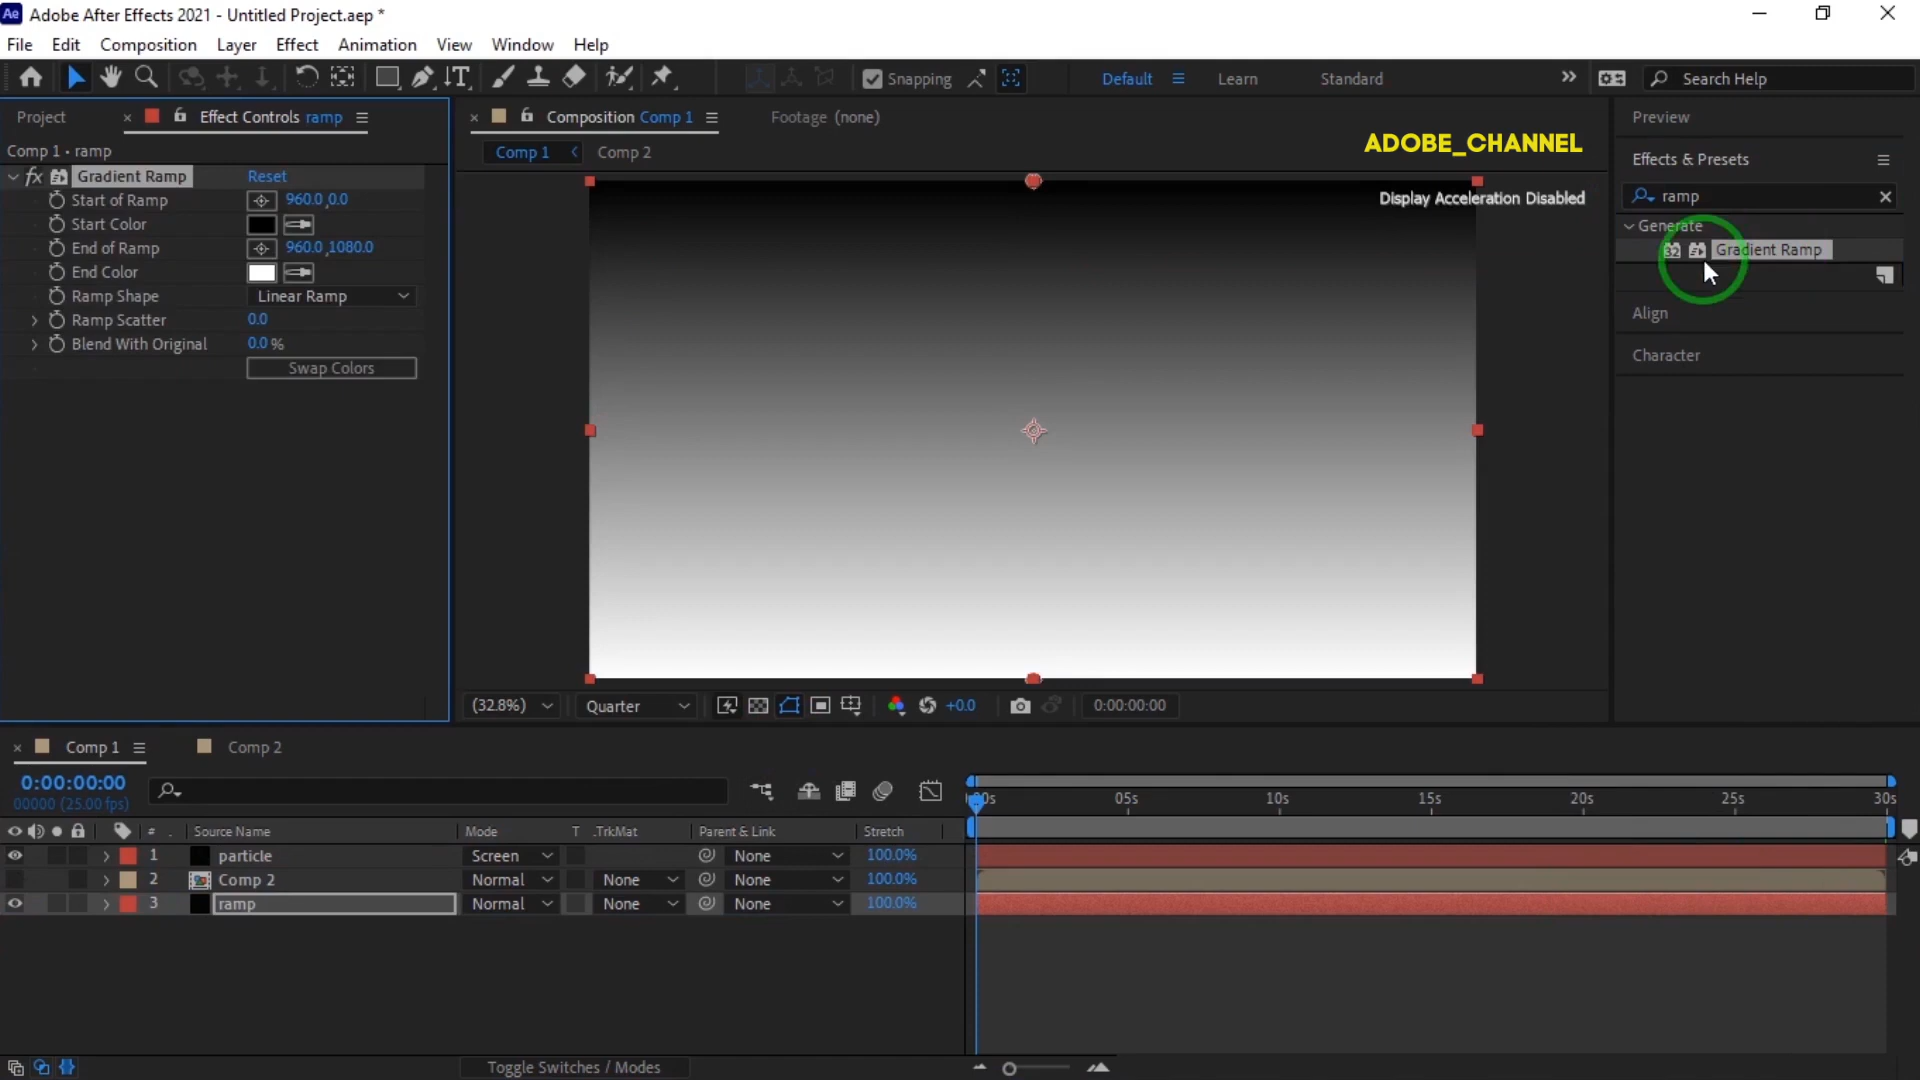 Ae Adobe After Effects 2021 - Untitled Project.aep *
File Edit Composition Layer Effect Animation View Window Help
Snapping Default Learn Standard Search Help
Project Effect Controls ramp
Comp 1 • ramp
fx Gradient Ramp Reset
Start of Ramp 960.0,0.0
Start Color
End of Ramp 960.0,1080.0
End Color
Ramp Shape Linear Ramp
Ramp Scatter 0.0
Blend With Original 0.0 %
Swap Colors
Composition Comp 1 Footage (none)
Comp 1 Comp 2
ADOBE_CHANNEL
Display Acceleration Disabled
(32.8%) Quarter +0.0 0:00:00:00
Preview
Effects & Presets
ramp
Generate
32 Gradient Ramp
Align
Character
Comp 1 Comp 2
0:00:00:00
00000 (25.00 fps)
# . Source Name Mode T .TrkMat Parent & Link Stretch
1 particle Screen None 100.0%
2 Comp 2 Normal None None 100.0%
3 ramp Normal None None 100.0%
05s 10s 15s 20s 25s 30s
Toggle Switches / Modes